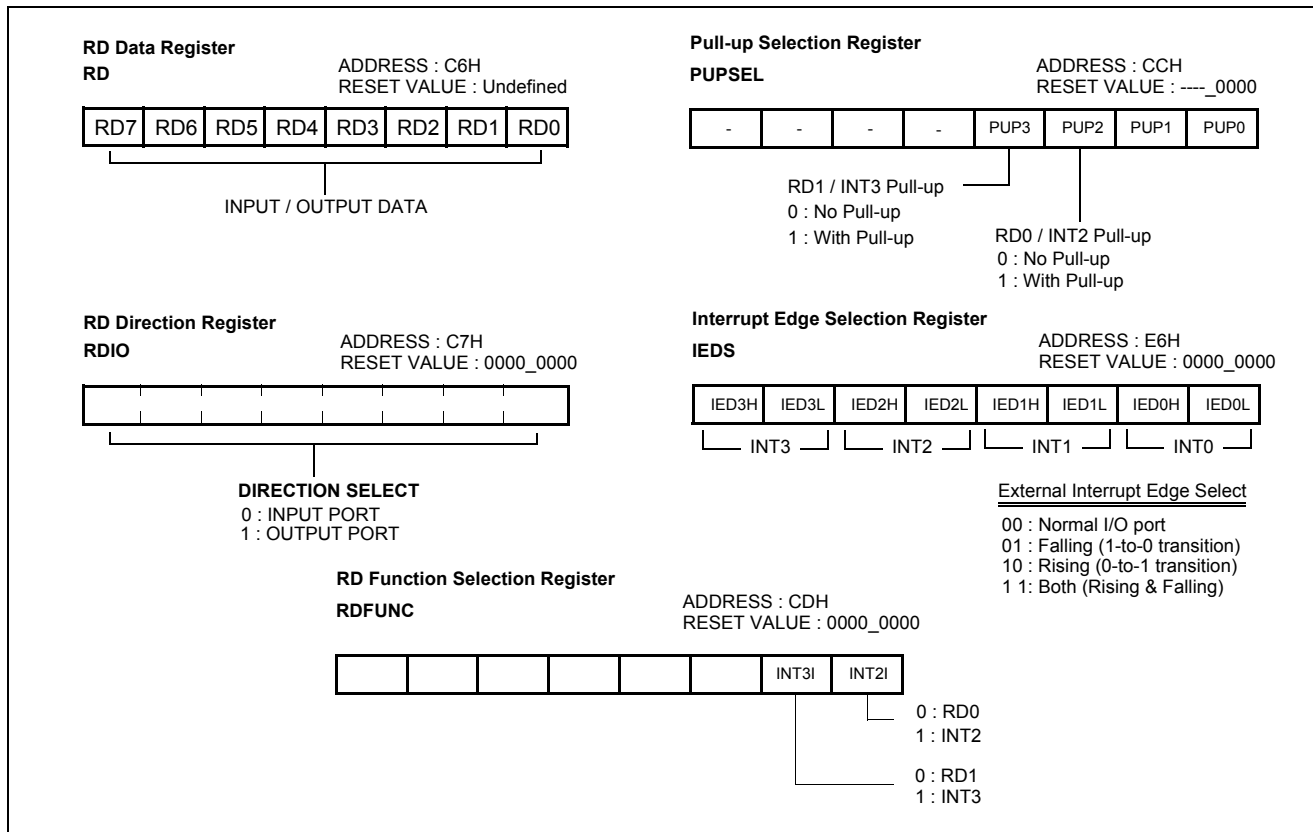 RD Data Register
RD
ADDRESS : C6H
RESET VALUE : Undefined
RD7 RD6 RD5 RD4 RD3 RD2 RD1 RD0
INPUT / OUTPUT DATA
Pull-up Selection Register
PUPSEL
ADDRESS : CCH
RESET VALUE : ----_0000
- - - - PUP3 PUP2 PUP1 PUP0
RD1 / INT3 Pull-up
0 : No Pull-up
1 : With Pull-up
RD0 / INT2 Pull-up
0 : No Pull-up
1 : With Pull-up
RD Direction Register
RDIO
ADDRESS : C7H
RESET VALUE : 0000_0000
DIRECTION SELECT
0 : INPUT PORT
1 : OUTPUT PORT
Interrupt Edge Selection Register
IEDS
ADDRESS : E6H
RESET VALUE : 0000_0000
IED3H IED3L IED2H IED2L IED1H IED1L IED0H IED0L
INT3 INT2 INT1 INT0
External Interrupt Edge Select
00 : Normal I/O port
01 : Falling (1-to-0 transition)
10 : Rising (0-to-1 transition)
1 1: Both (Rising & Falling)
RD Function Selection Register
RDFUNC
ADDRESS : CDH
RESET VALUE : 0000_0000
INT3I INT2I
0 : RD0
1 : INT2
0 : RD1
1 : INT3